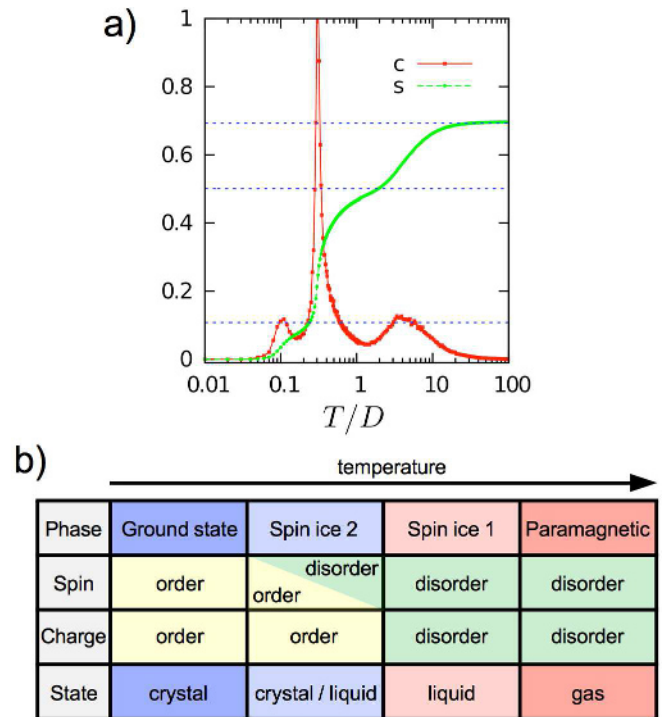 a)
1
0.8
0.6
0.4
0.2
0
c
s
0.01 0.1 1 10 100
T/D
b)
temperature
Phase Ground state Spin ice 2 Spin ice 1 Paramagnetic
Spin order order disorder disorder disorder
Charge order order disorder disorder
State crystal crystal / liquid liquid gas